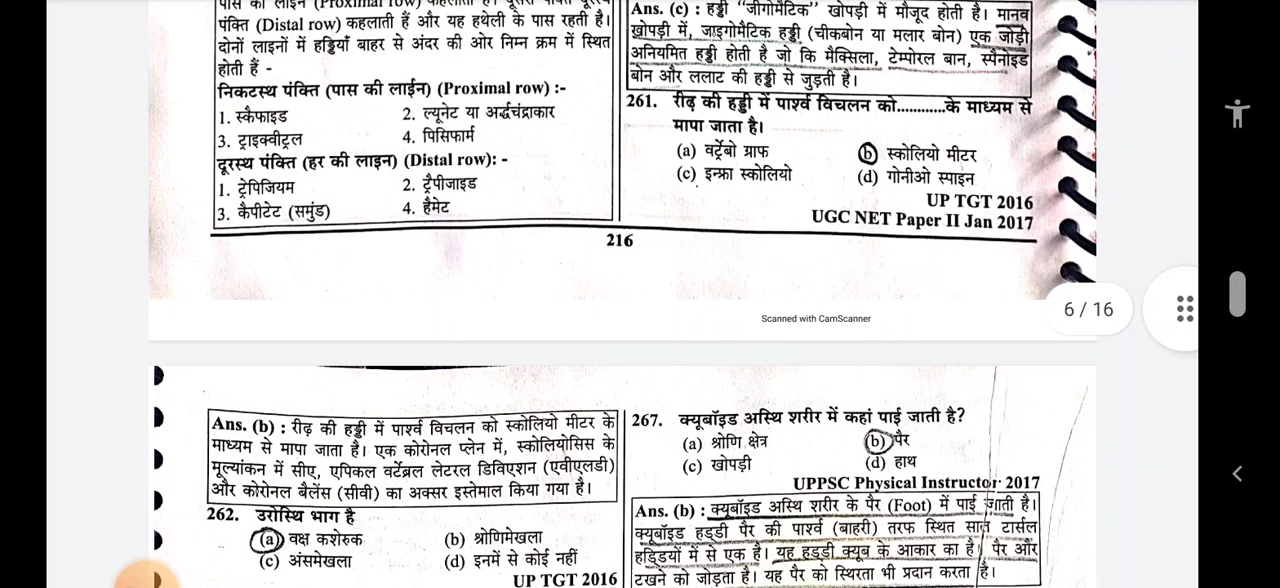 पास की लाइन (Proximal row) कहलाती
पंक्ति (Distal row) कहलाती हैं और यह हथेली के पास रहती है।
दोनों लाइनों में हड्डियाँ बाहर से अंदर की ओर निम्न क्रम में स्थित
होती हैं -
निकटस्थ पंक्ति (पास की लाईन) (Proximal row) :-
1. स्कैफाइड 2. ल्यूनेट या अर्द्धचंद्राकार
3. ट्राइक्वीट्रल 4. पिसिफार्म
दूरस्थ पंक्ति (हर की लाइन) (Distal row): -
1. ट्रेपिजियम 2. ट्रैपीजाइड
3. कैपीटेट (समुंड) 4. हैमेट
Ans. (c) : हड्डी "जीगोमैटिक" खोपड़ी में मौजूद होती है। मानव
खोपड़ी में, जाइगोमैटिक हड्डी (चीकबोन या मलार बोन) एक जोड़ी
अनियमित हड्डी होती है जो कि मैक्सिला, टेम्पोरल बान, स्पैनोइड
बोन और ललाट की हड्डी से जुड़ती है।
261. रीढ़ की हड्डी में पार्श्व विचलन को...........के माध्यम से
मापा जाता है।
(a) वर्ट्रेबो ग्राफ (b) स्कोलियो मीटर
(c) इन्फ्रा स्कोलियो (d) गोनीओ स्पाइन
UP TGT 2016
UGC NET Paper II Jan 2017
216
6 / 16
Scanned with CamScanner
Ans. (b) : रीढ़ की हड्डी में पार्श्व विचलन को स्कोलियो मीटर के
माध्यम से मापा जाता है। एक कोरोनल प्लेन में, स्कोलियोसिस के
मूल्यांकन में सीए, एपिकल वर्टेब्रल लेटरल डिविएशन (एवीएलडी)
और कोरोनल बैलेंस (सीवी) का अक्सर इस्तेमाल किया गया है।
262. उरोस्थि भाग है
(a) वक्ष कशेरुक (b) श्रोणिमेखला
(c) अंसमेखला (d) इनमें से कोई नहीं
UP TGT 2016
267. क्यूबॉइड अस्थि शरीर में कहां पाई जाती है?
(a) श्रोणि क्षेत्र (b) पैर
(c) खोपड़ी (d) हाथ
UPPSC Physical Instructor 2017
Ans. (b) : क्यूबॉइड अस्थि शरीर के पैर (Foot) में पाई जाती है।
क्यूबॉइड हड्डी पैर की पार्श्व (बाहरी) तरफ स्थित सात टार्सल
हड्डियों में से एक है। यह हड्डी क्यूब के आकार का है। पैर और
टखने को जोड़ता है। यह पैर को स्थिरता भी प्रदान करता है।